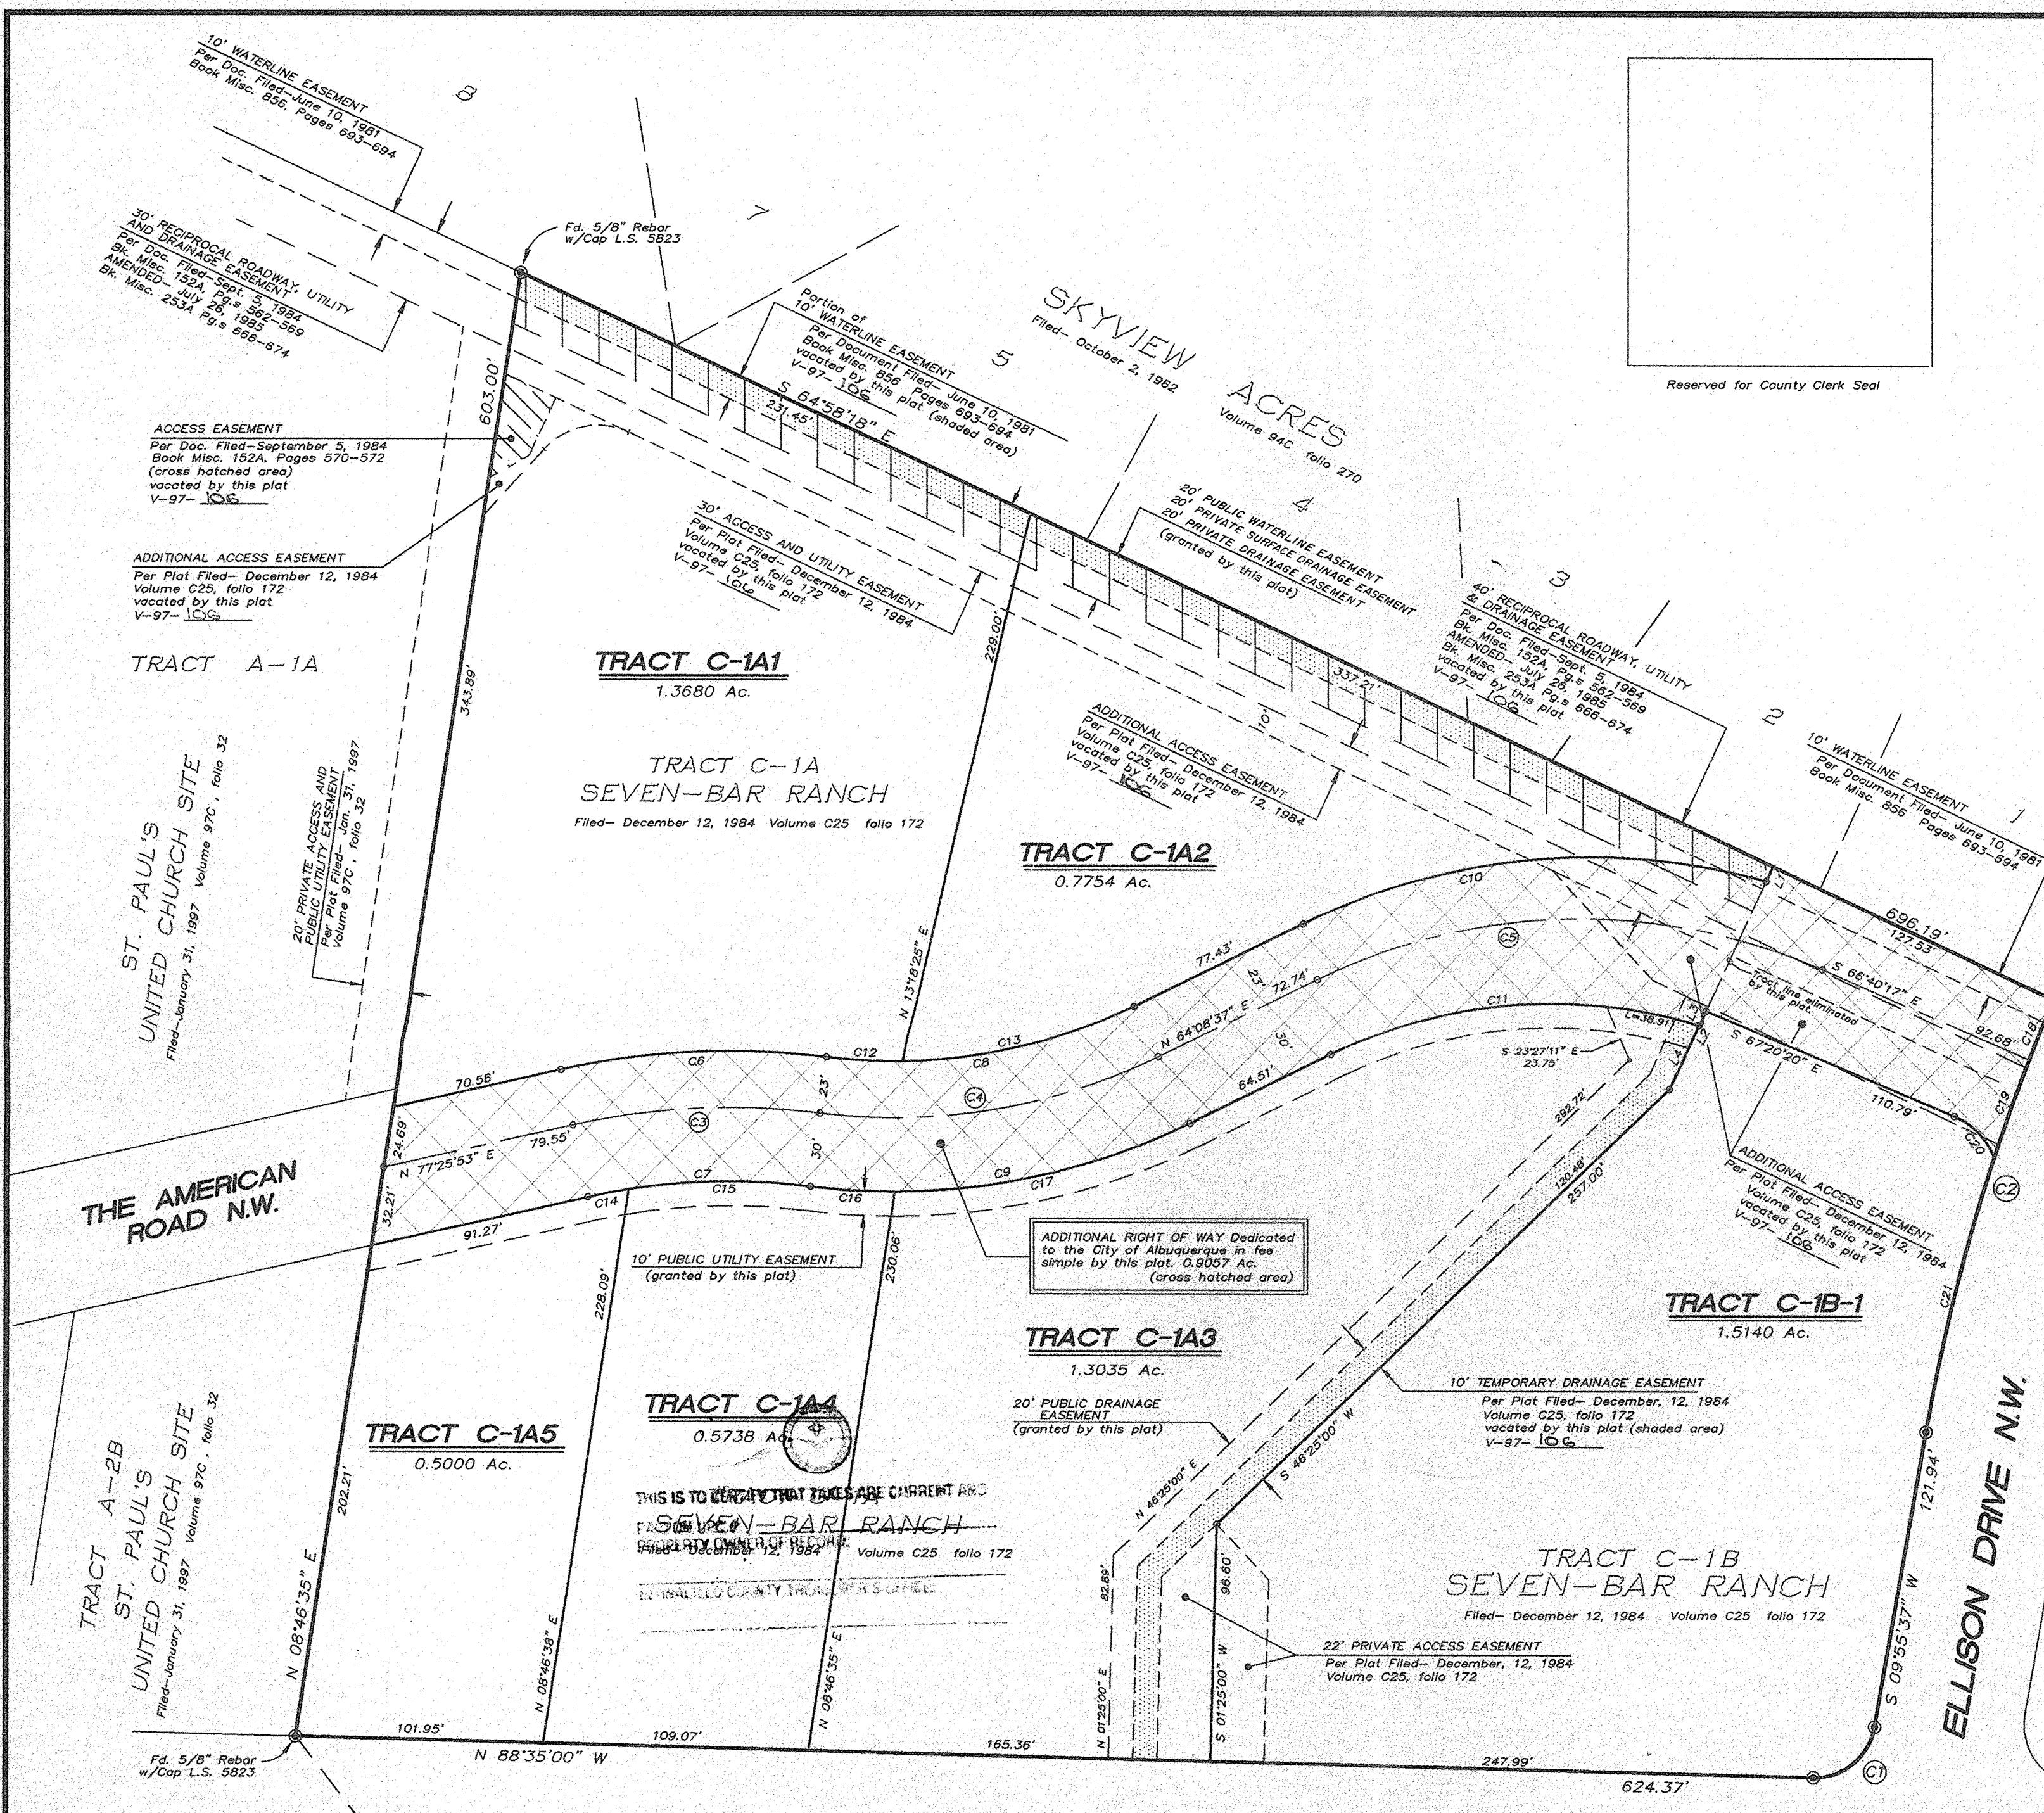 10' WATERLINE EASEMENT
Per Doc. Filed—June 10, 1981
Book Misc. 856, Pages 693—694
8
7
5
4
3
2
1
30' RECIPROCAL ROADWAY, UTILITY
AND DRAINAGE EASEMENT
Per Doc. Filed—Sept. 5, 1984
Bk. Misc. 152A, Pg.s 562—569
AMENDED— July 26, 1985
Bk. Misc. 253A Pg.s 666—674
Fd. 5/8" Rebar
w/Cap L.S. 5823
Portion of
10' WATERLINE EASEMENT
Per Document Filed— June 10, 1981
Book Misc. 856 Pages 693—694
vacated by this plat (shaded area)
V—97— 106
S 64°58'18" E
231.45'
SKYVIEW ACRES
Filed— October 2, 1962
Volume 94C folio 270
Reserved for County Clerk Seal
603.00'
ACCESS EASEMENT
Per Doc. Filed—September 5, 1984
Book Misc. 152A, Pages 570—572
(cross hatched area)
vacated by this plat
V—97— 106
ADDITIONAL ACCESS EASEMENT
Per Plat Filed— December 12, 1984
Volume C25, folio 172
vacated by this plat
V—97— 106
TRACT A—1A
30' ACCESS AND UTILITY EASEMENT
Per Plat Filed— December 12, 1984
Volume C25, folio 172
vacated by this plat
V—97— 106
20' PUBLIC WATERLINE EASEMENT
20' PRIVATE SURFACE DRAINAGE EASEMENT
20' PRIVATE DRAINAGE EASEMENT
(granted by this plat)
40' RECIPROCAL ROADWAY, UTILITY
& DRAINAGE EASEMENT
Per Doc. Filed—Sept. 5, 1984
Bk. Misc. 152A, Pg.s 562—569
AMENDED— July 26, 1985
Bk. Misc. 253A Pg.s 666—674
vacated by this plat
V—97— 106
343.89'
TRACT C-1A1
1.3680 Ac.
229.00'
337.21'
10'
ADDITIONAL ACCESS EASEMENT
Per Plat Filed— December 12, 1984
Volume C25, folio 172
vacated by this plat
V—97— 106
10' WATERLINE EASEMENT
Per Document Filed— June 10, 1981
Book Misc. 856 Pages 693—694
TRACT C—1A
SEVEN—BAR RANCH
Filed— December 12, 1984 Volume C25 folio 172
ST. PAUL'S
UNITED CHURCH SITE
Filed—January 31, 1997 Volume 97C , folio 32
20' PRIVATE ACCESS AND
PUBLIC UTILITY EASEMENT
Per Plat Filed— Jan. 31, 1997
Volume 97C , folio 32
TRACT C-1A2
0.7754 Ac.
N 13°18'25" E
C10
77.43'
23'
72.74'
C5
696.19'
127.53'
S 66°40'17" E
Tract line eliminated
by this plat.
L1
C11
L=38.91'
L3
L2
L4
92.68'
C18
S 67°20'20" E
C19
110.79'
C20
C2
70.56'
C6
C12
C13
C8
C4
N 64°08'37" E
30'
64.51'
S 23°27'11" E
23.75'
292.72'
24.69'
N 77°25'53" E
79.55'
C3
23'
30'
32.21'
THE AMERICAN
ROAD N.W.
91.27'
C14
C7
C15
C16
C9
C17
120.48'
257.00'
ADDITIONAL ACCESS EASEMENT
Per Plat Filed— December 12, 1984
Volume C25, folio 172
vacated by this plat
V—97— 106
10' PUBLIC UTILITY EASEMENT
(granted by this plat)
228.09'
230.06'
ADDITIONAL RIGHT OF WAY Dedicated
to the City of Albuquerque in fee
simple by this plat. 0.9057 Ac.
(cross hatched area)
C21
TRACT C-1B-1
1.5140 Ac.
TRACT C-1A3
1.3035 Ac.
10' TEMPORARY DRAINAGE EASEMENT
Per Plat Filed— December, 12, 1984
Volume C25, folio 172
vacated by this plat (shaded area)
V—97— 106
20' PUBLIC DRAINAGE
EASEMENT
(granted by this plat)
TRACT C-1A4
0.5738 Ac.
TRACT C-1A5
0.5000 Ac.
202.21'
TRACT A—2B
ST. PAUL'S
UNITED CHURCH SITE
Filed—January 31, 1997 Volume 97C , folio 32
N 46°25'00" E
S 46°25'00" W
121.94'
THIS IS TO CERTIFY THAT TAXES ARE CURRENT AND
SEVEN—BAR RANCH
PROPERTY OWNER OF RECORD:
Filed— December 12, 1984 Volume C25 folio 172
BERNALILLO COUNTY TREASURER'S OFFICE:
82.89'
96.60'
TRACT C—1B
SEVEN—BAR RANCH
Filed— December 12, 1984 Volume C25 folio 172
22' PRIVATE ACCESS EASEMENT
Per Plat Filed— December, 12, 1984
Volume C25, folio 172
N 08°46'35" E
N 08°46'38" E
N 08°46'35" E
N 01°25'00" E
S 01°25'00" W
S 09°55'37" W
ELLISON DRIVE N.W.
Fd. 5/8" Rebar
w/Cap L.S. 5823
101.95'
N 88°35'00" W
109.07'
165.36'
247.99'
624.37'
C1